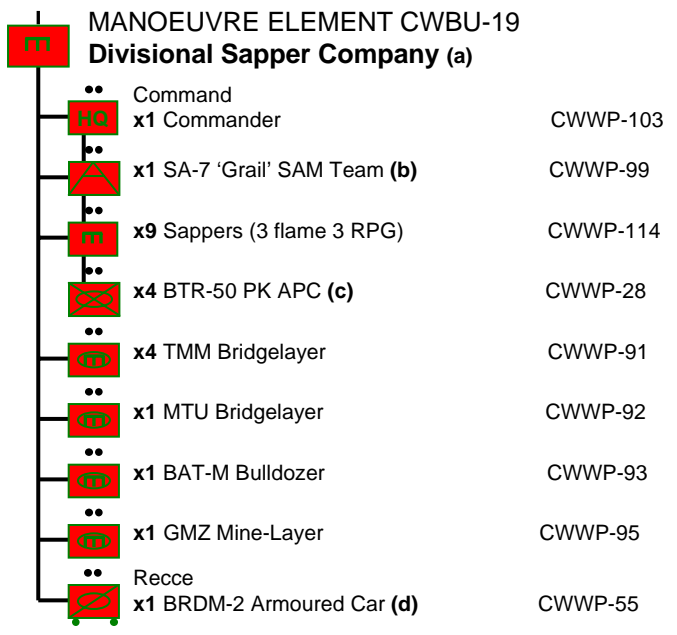 MANOEUVRE ELEMENT CWBU-19
m Divisional Sapper Company (a)
Command
HQ x1 Commander CWWP-103
x1 SA-7 ‘Grail’ SAM Team (b) CWWP-99
m x9 Sappers (3 flame 3 RPG) CWWP-114
x4 BTR-50 PK APC (c) CWWP-28
m x4 TMM Bridgelayer CWWP-91
m x1 MTU Bridgelayer CWWP-92
m x1 BAT-M Bulldozer CWWP-93
m x1 GMZ Mine-Layer CWWP-95
Recce
x1 BRDM-2 Armoured Car (d) CWWP-55